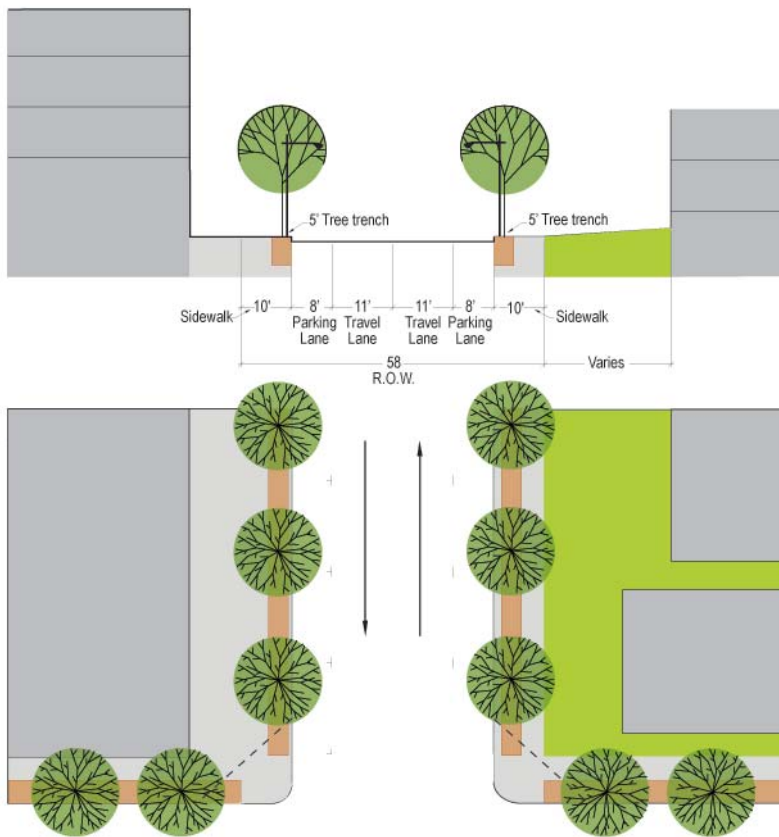 5' Tree trench
5' Tree trench
10'
8'
11'
11'
8'
10'
Sidewalk
Parking
Lane
Travel
Lane
Travel
Lane
Parking
Lane
Sidewalk
58
R.O.W.
Varies